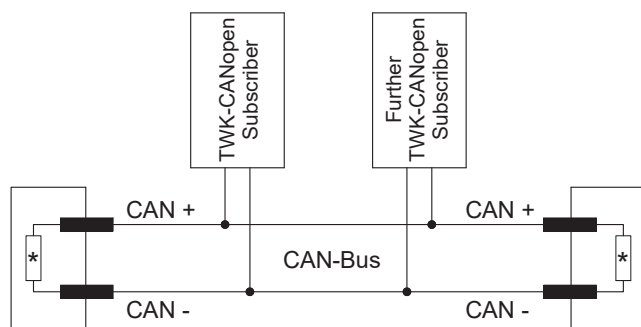 TWK-CANopen
Subscriber
Further
TWK-CANopen
Subscriber
CAN +
CAN +
*
CAN-Bus
*
CAN -
CAN -